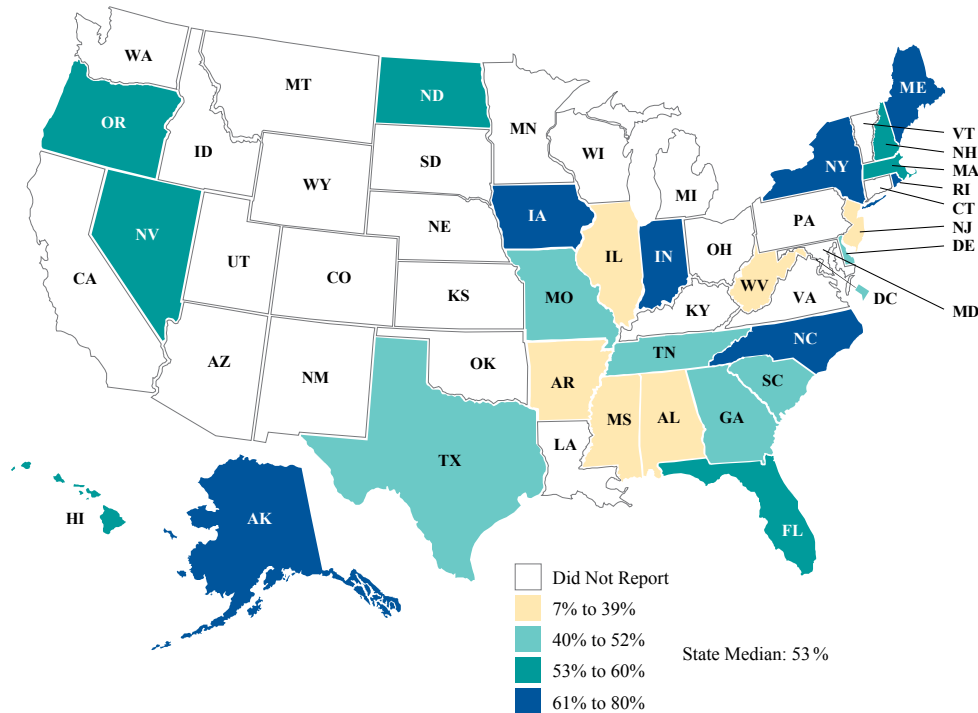 WA
MT
ND
ME
OR
MN
VT
ID
SD
WI
NH
NY
MA
WY
MI
RI
IA
CT
NE
PA
NJ
NV
OH
DE
IL
IN
UT
CO
WV
CA
KS
MO
VA
DC
KY
MD
NC
TN
AZ
NM
OK
AR
SC
MS
AL
GA
LA
TX
HI
AK
FL
Did Not Report
7% to 39%
40% to 52%
State Median: 53%
53% to 60%
61% to 80%